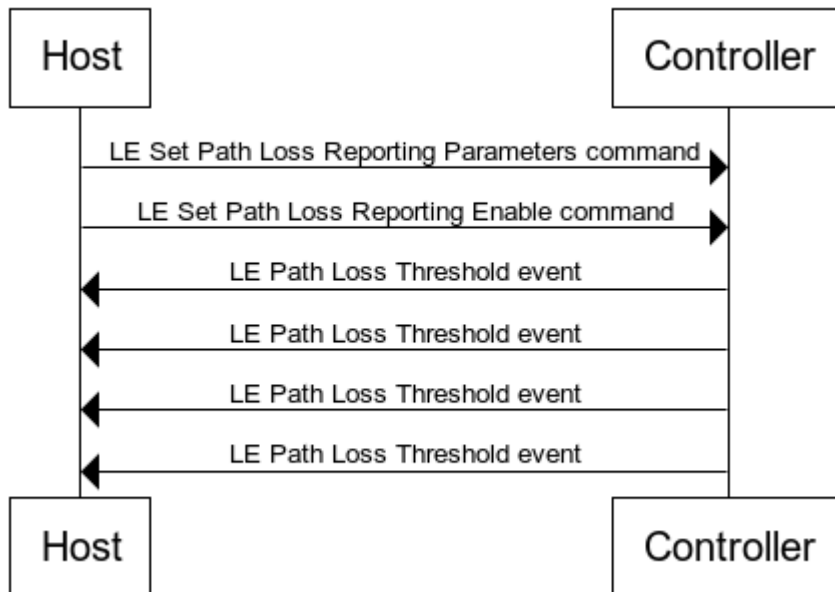 Host
Controller
LE Set Path Loss Reporting Parameters command
LE Set Path Loss Reporting Enable command
LE Path Loss Threshold event
LE Path Loss Threshold event
LE Path Loss Threshold event
LE Path Loss Threshold event
Host
Controller